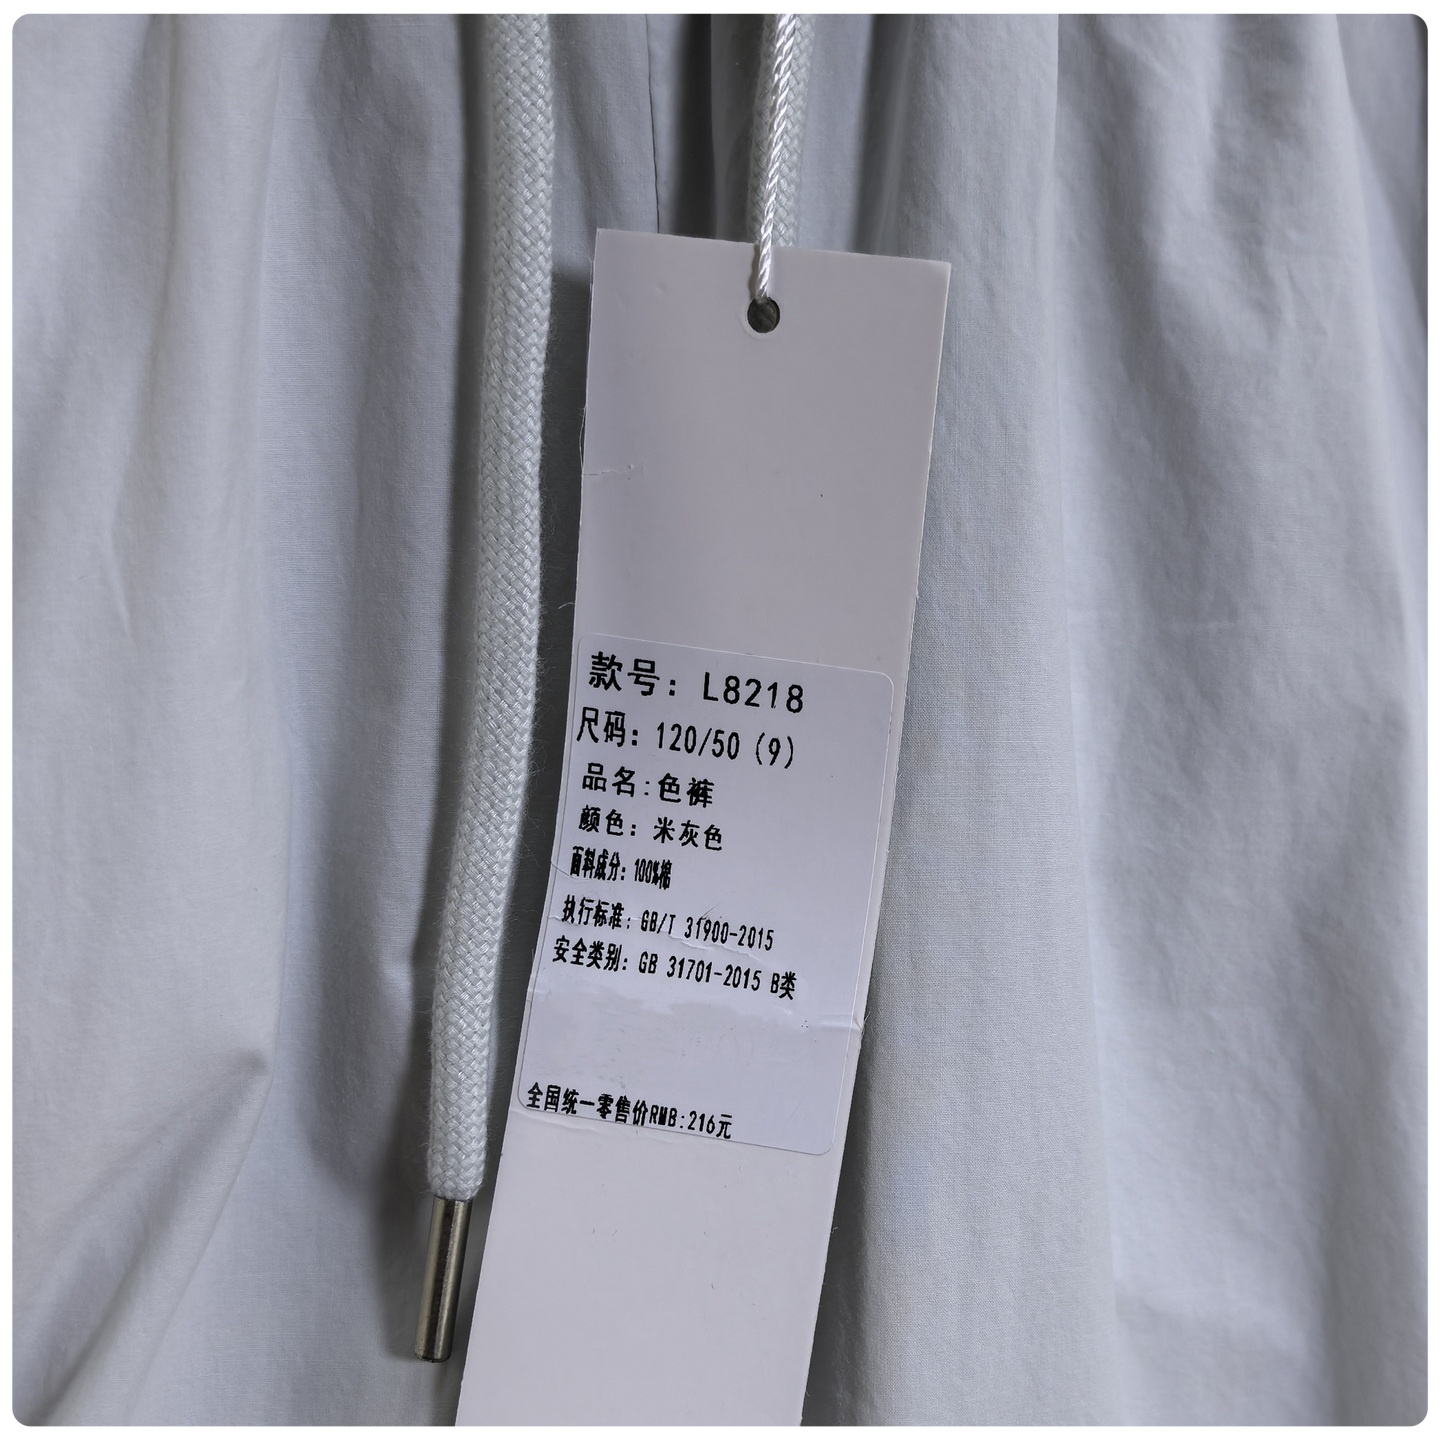 款号：L8218
尺码：120/50（9）
品名:色裤
颜色：米灰色
面料成分：100%棉
执行标准：GB/T 31900-2015
安全类别：GB 31701-2015 B类
全国统一零售价RMB:216元